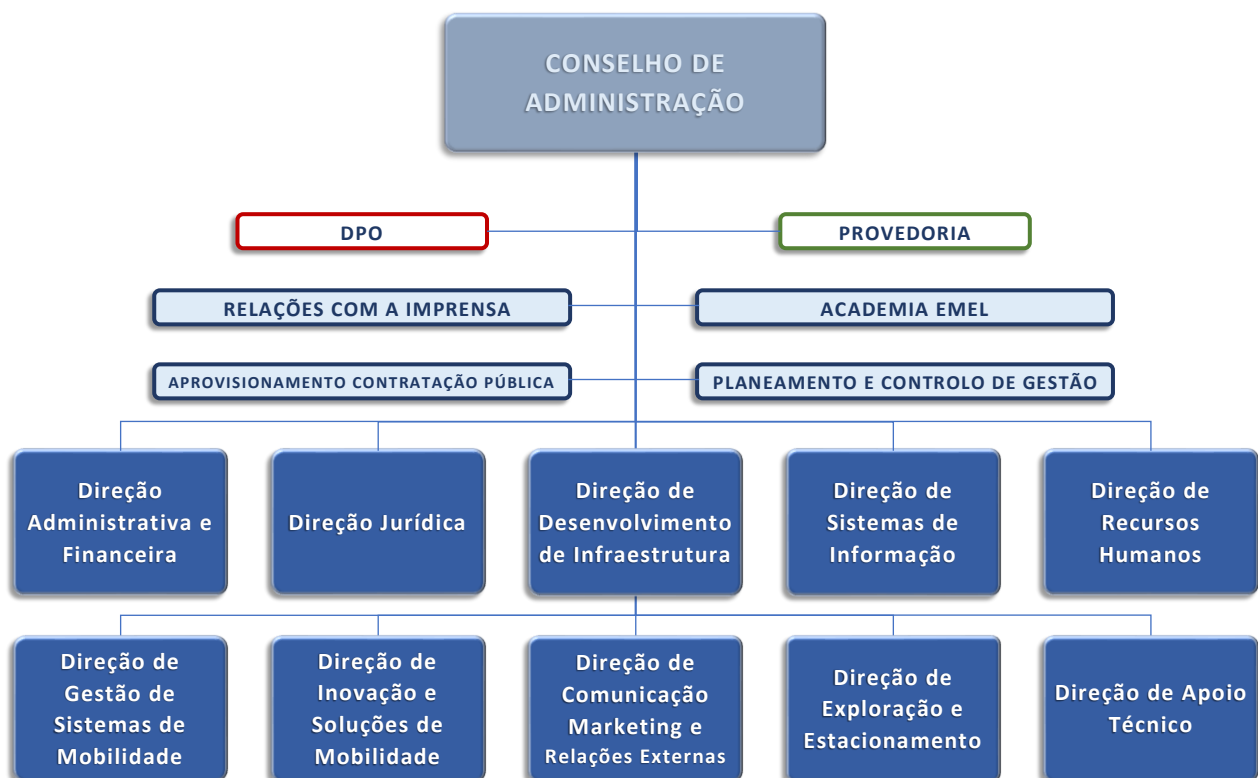 CONSELHO DE
ADMINISTRAÇÃO
DPO
PROVEDORIA
RELAÇÕES COM A IMPRENSA
ACADEMIA EMEL
APROVISIONAMENTO CONTRATAÇÃO PÚBLICA
PLANEAMENTO E CONTROLO DE GESTÃO
Direção
Administrativa e
Financeira
Direção Jurídica
Direção de
Desenvolvimento
de Infraestrutura
Direção de
Sistemas de
Informação
Direção de
Recursos
Humanos
Direção de
Gestão de
Sistemas de
Mobilidade
Direção de
Inovação e
Soluções de
Mobilidade
Direção de
Comunicação
Marketing e
Relações Externas
Direção de
Exploração e
Estacionamento
Direção de Apoio
Técnico